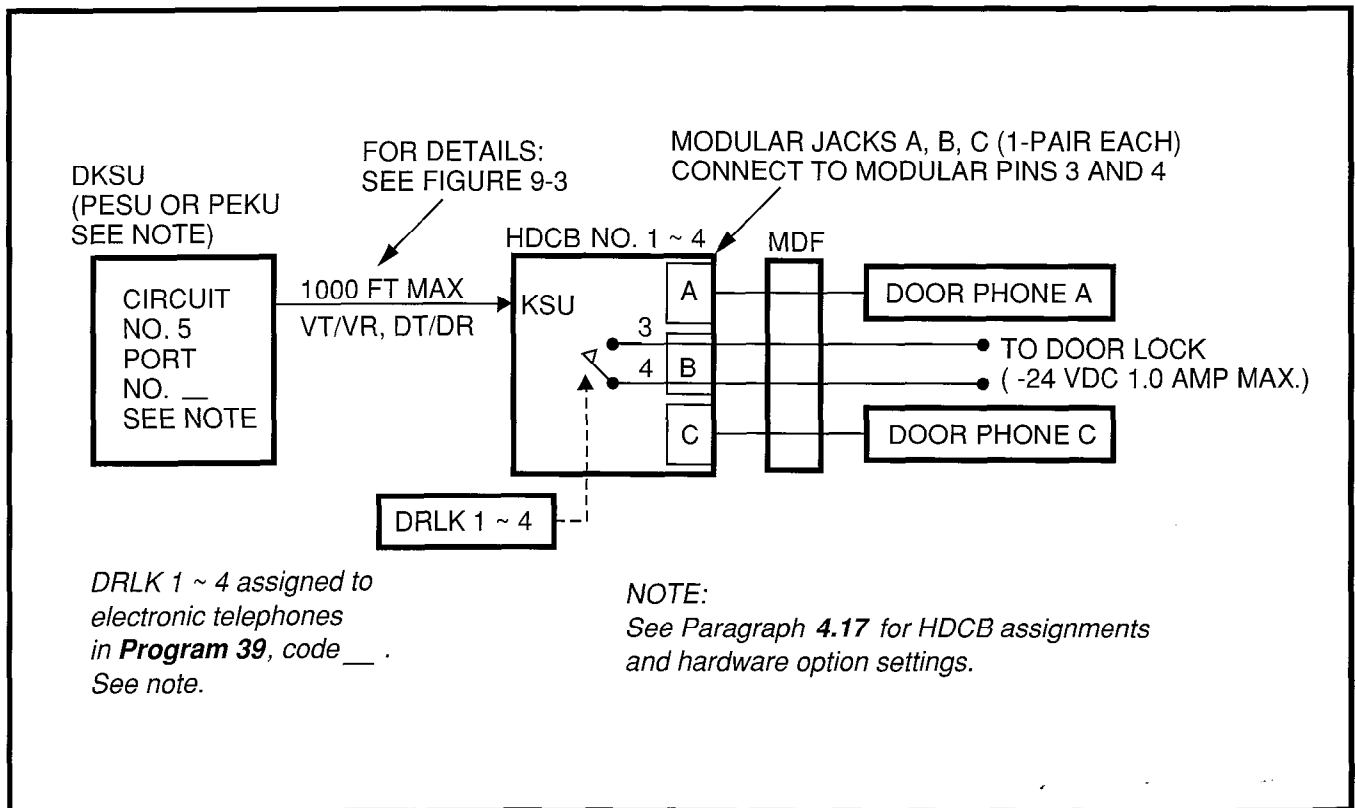 FOR DETAILS:
SEE FIGURE 9-3
MODULAR JACKS A, B, C (1-PAIR EACH)
CONNECT TO MODULAR PINS 3 AND 4
DKSU
(PESU OR PEKU
SEE NOTE)
HDCB NO. 1 ~ 4
MDF
CIRCUIT
NO. 5
PORT
NO. __
SEE NOTE
1000 FT MAX
VT/VR, DT/DR
KSU
A
DOOR PHONE A
3
4
B
TO DOOR LOCK
( -24 VDC 1.0 AMP MAX.)
C
DOOR PHONE C
DRLK 1 ~ 4
DRLK 1 ~ 4 assigned to
electronic telephones
in Program 39, code __ .
See note.
NOTE:
See Paragraph 4.17 for HDCB assignments
and hardware option settings.